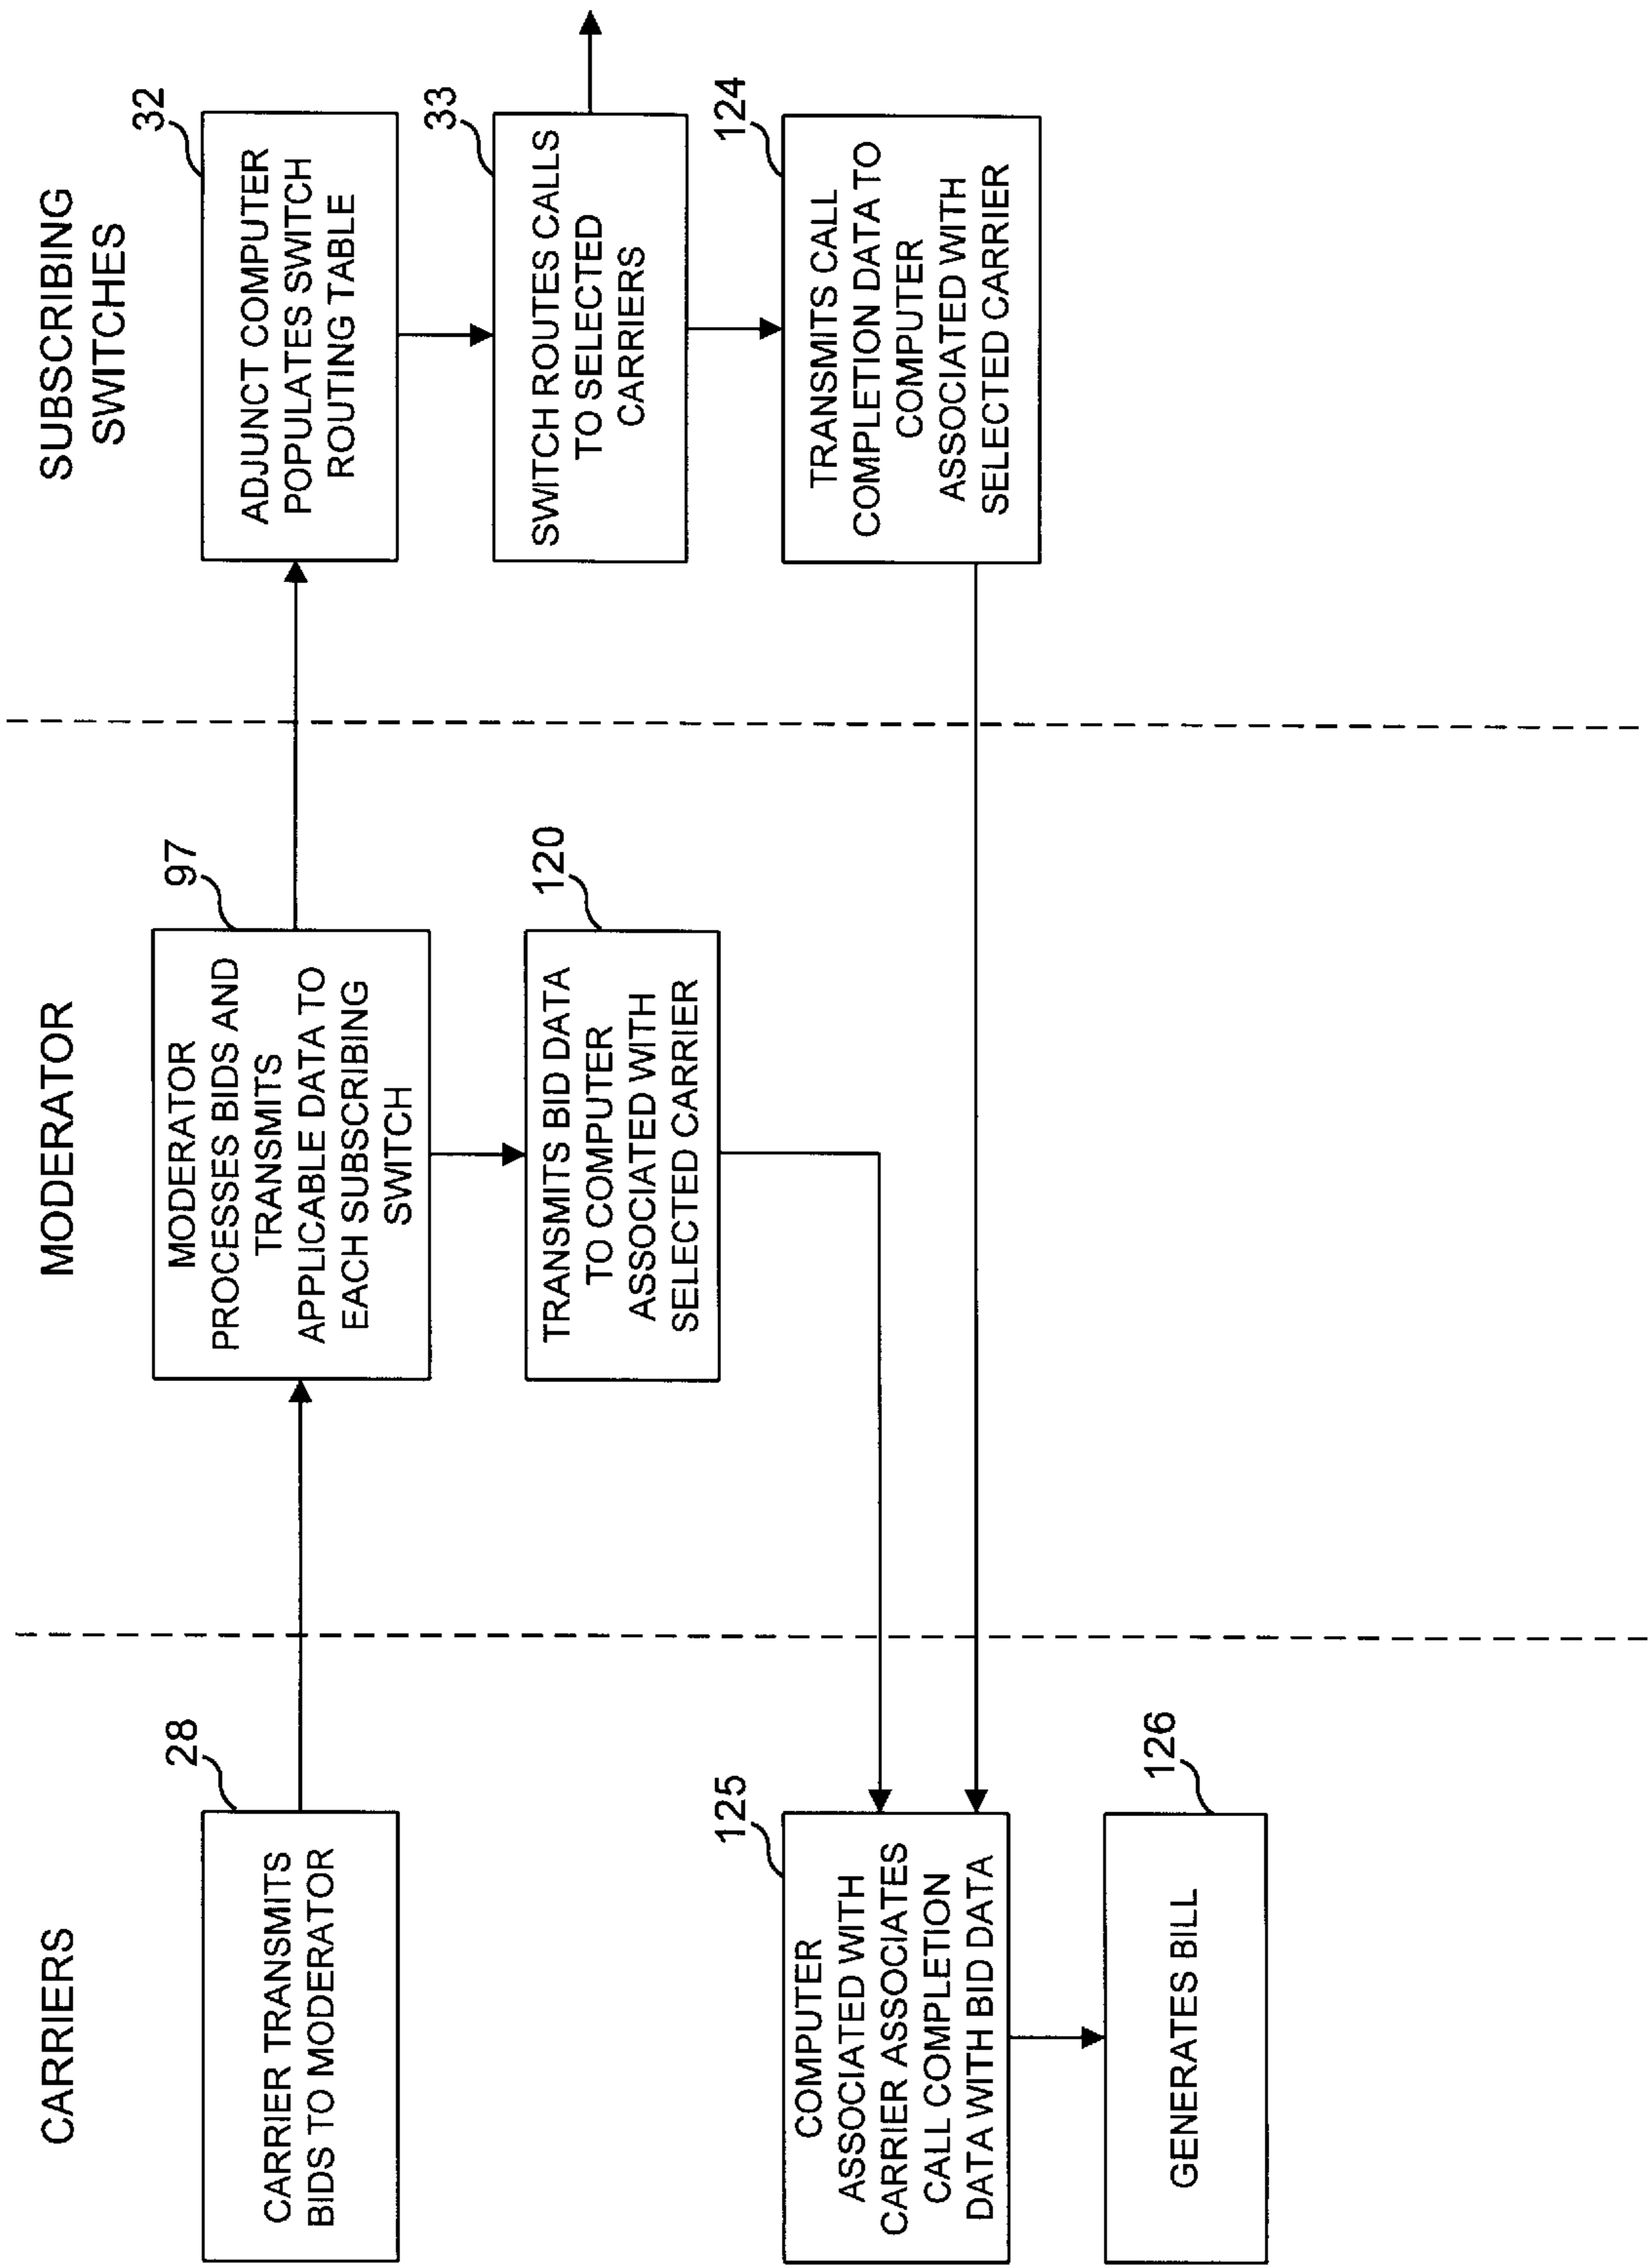 CARRIERS
MODERATOR
SUBSCRIBING
SWITCHES
28
CARRIER TRANSMITS
BIDS TO MODERATOR
97
MODERATOR
PROCESSES BIDS AND
TRANSMITS
APPLICABLE DATA TO
EACH SUBSCRIBING
SWITCH
32
ADJUNCT COMPUTER
POPULATES SWITCH
ROUTING TABLE
120
TRANSMITS BID DATA
TO COMPUTER
ASSOCIATED WITH
SELECTED CARRIER
33
SWITCH ROUTES CALLS
TO SELECTED
CARRIERS
125
COMPUTER
ASSOCIATED WITH
CARRIER ASSOCIATES
CALL COMPLETION
DATA WITH BID DATA
124
TRANSMITS CALL
COMPLETION DATA TO
COMPUTER
ASSOCIATED WITH
SELECTED CARRIER
126
GENERATES BILL